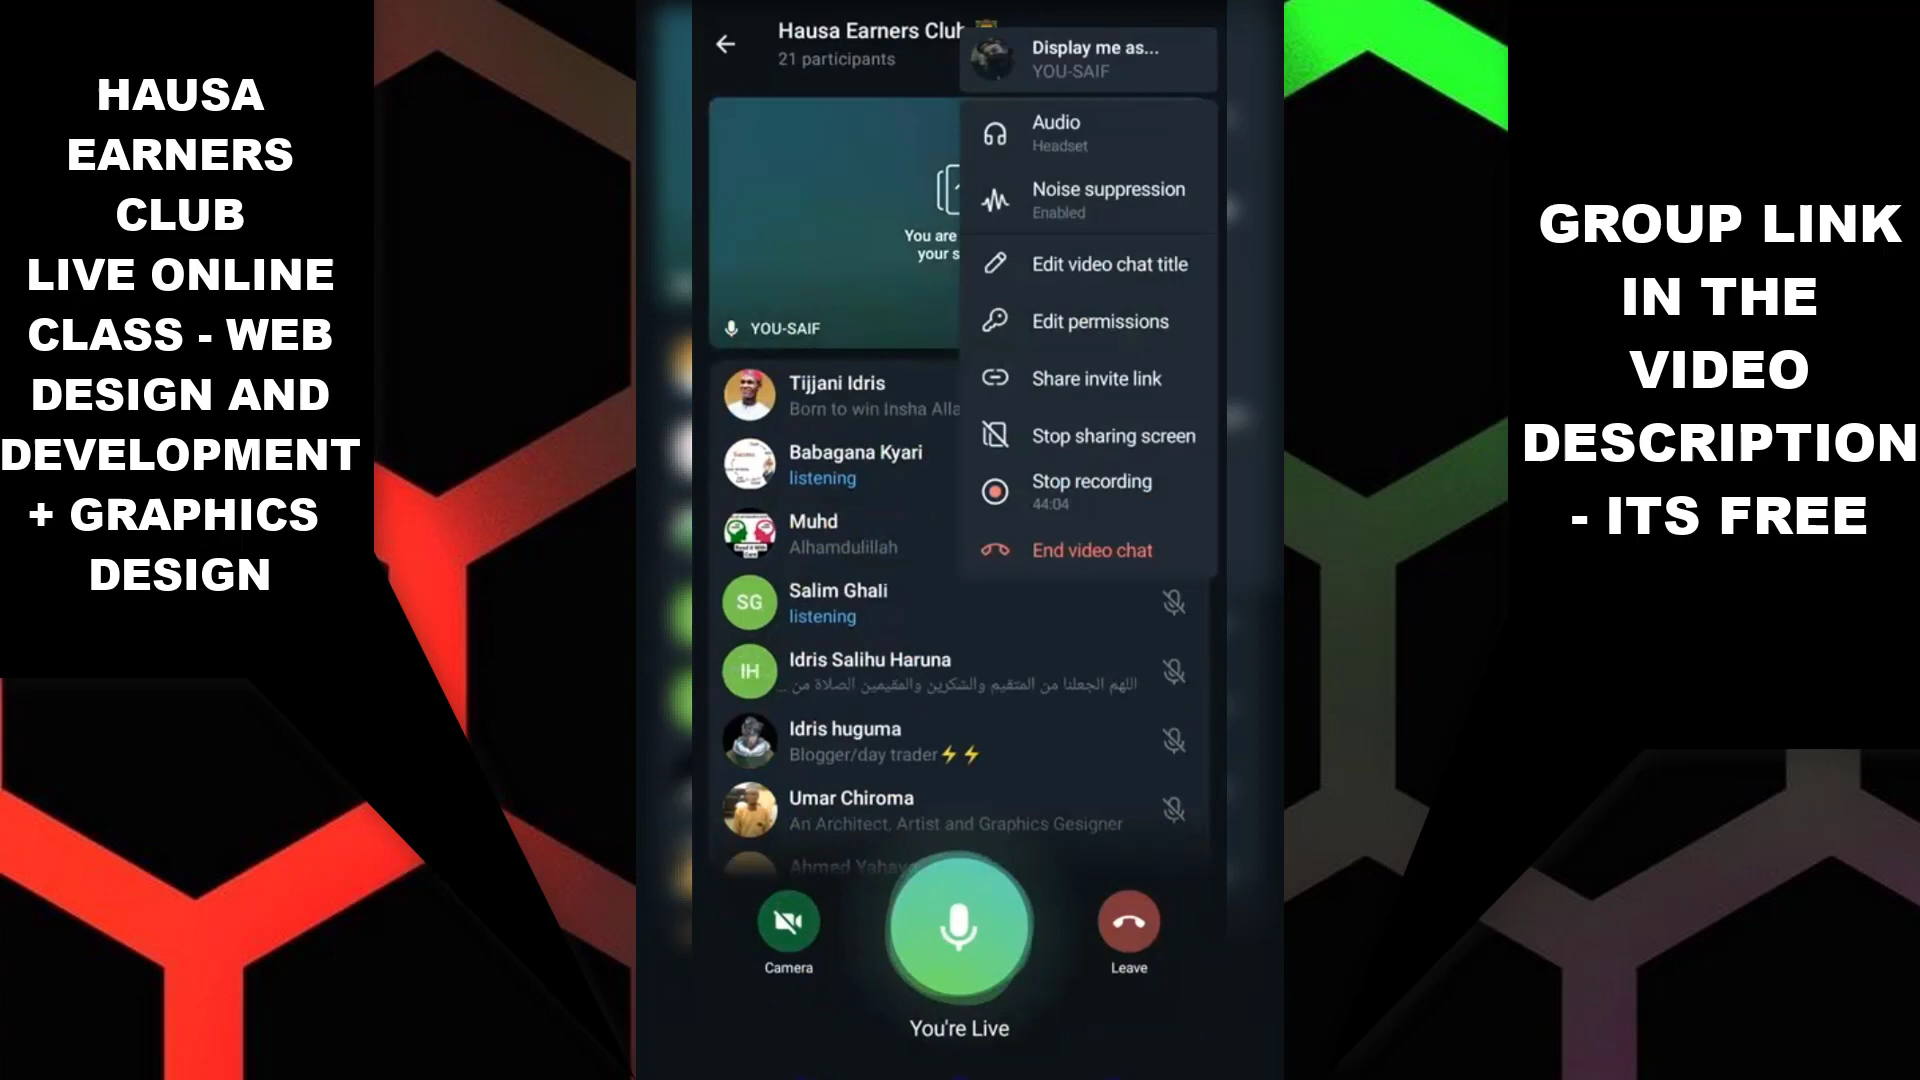 HAUSA
EARNERS
CLUB
LIVE ONLINE
CLASS - WEB
DESIGN AND
DEVELOPMENT
+ GRAPHICS
DESIGN
Hausa Earners Club
21 participants
Display me as...
YOU-SAIF
Audio
Headset
Noise suppression
Enabled
Edit video chat title
Edit permissions
Share invite link
Stop sharing screen
Stop recording
44:04
End video chat
You are
your s
YOU-SAIF
Tijjani Idris
Born to win Insha Alla
Babagana Kyari
listening
Muhd
Alhamdulillah
SG
Salim Ghali
listening
IH
Idris Salihu Haruna
اللهم الجعلنا من المتقيم والشكرين والمقيمين الصلاة من ...
Idris huguma
Blogger/day trader⚡⚡
Umar Chiroma
An Architect, Artist and Graphics Gesigner
Ahmed Yahaya
Camera
Leave
You're Live
GROUP LINK
IN THE
VIDEO
DESCRIPTION
- ITS FREE